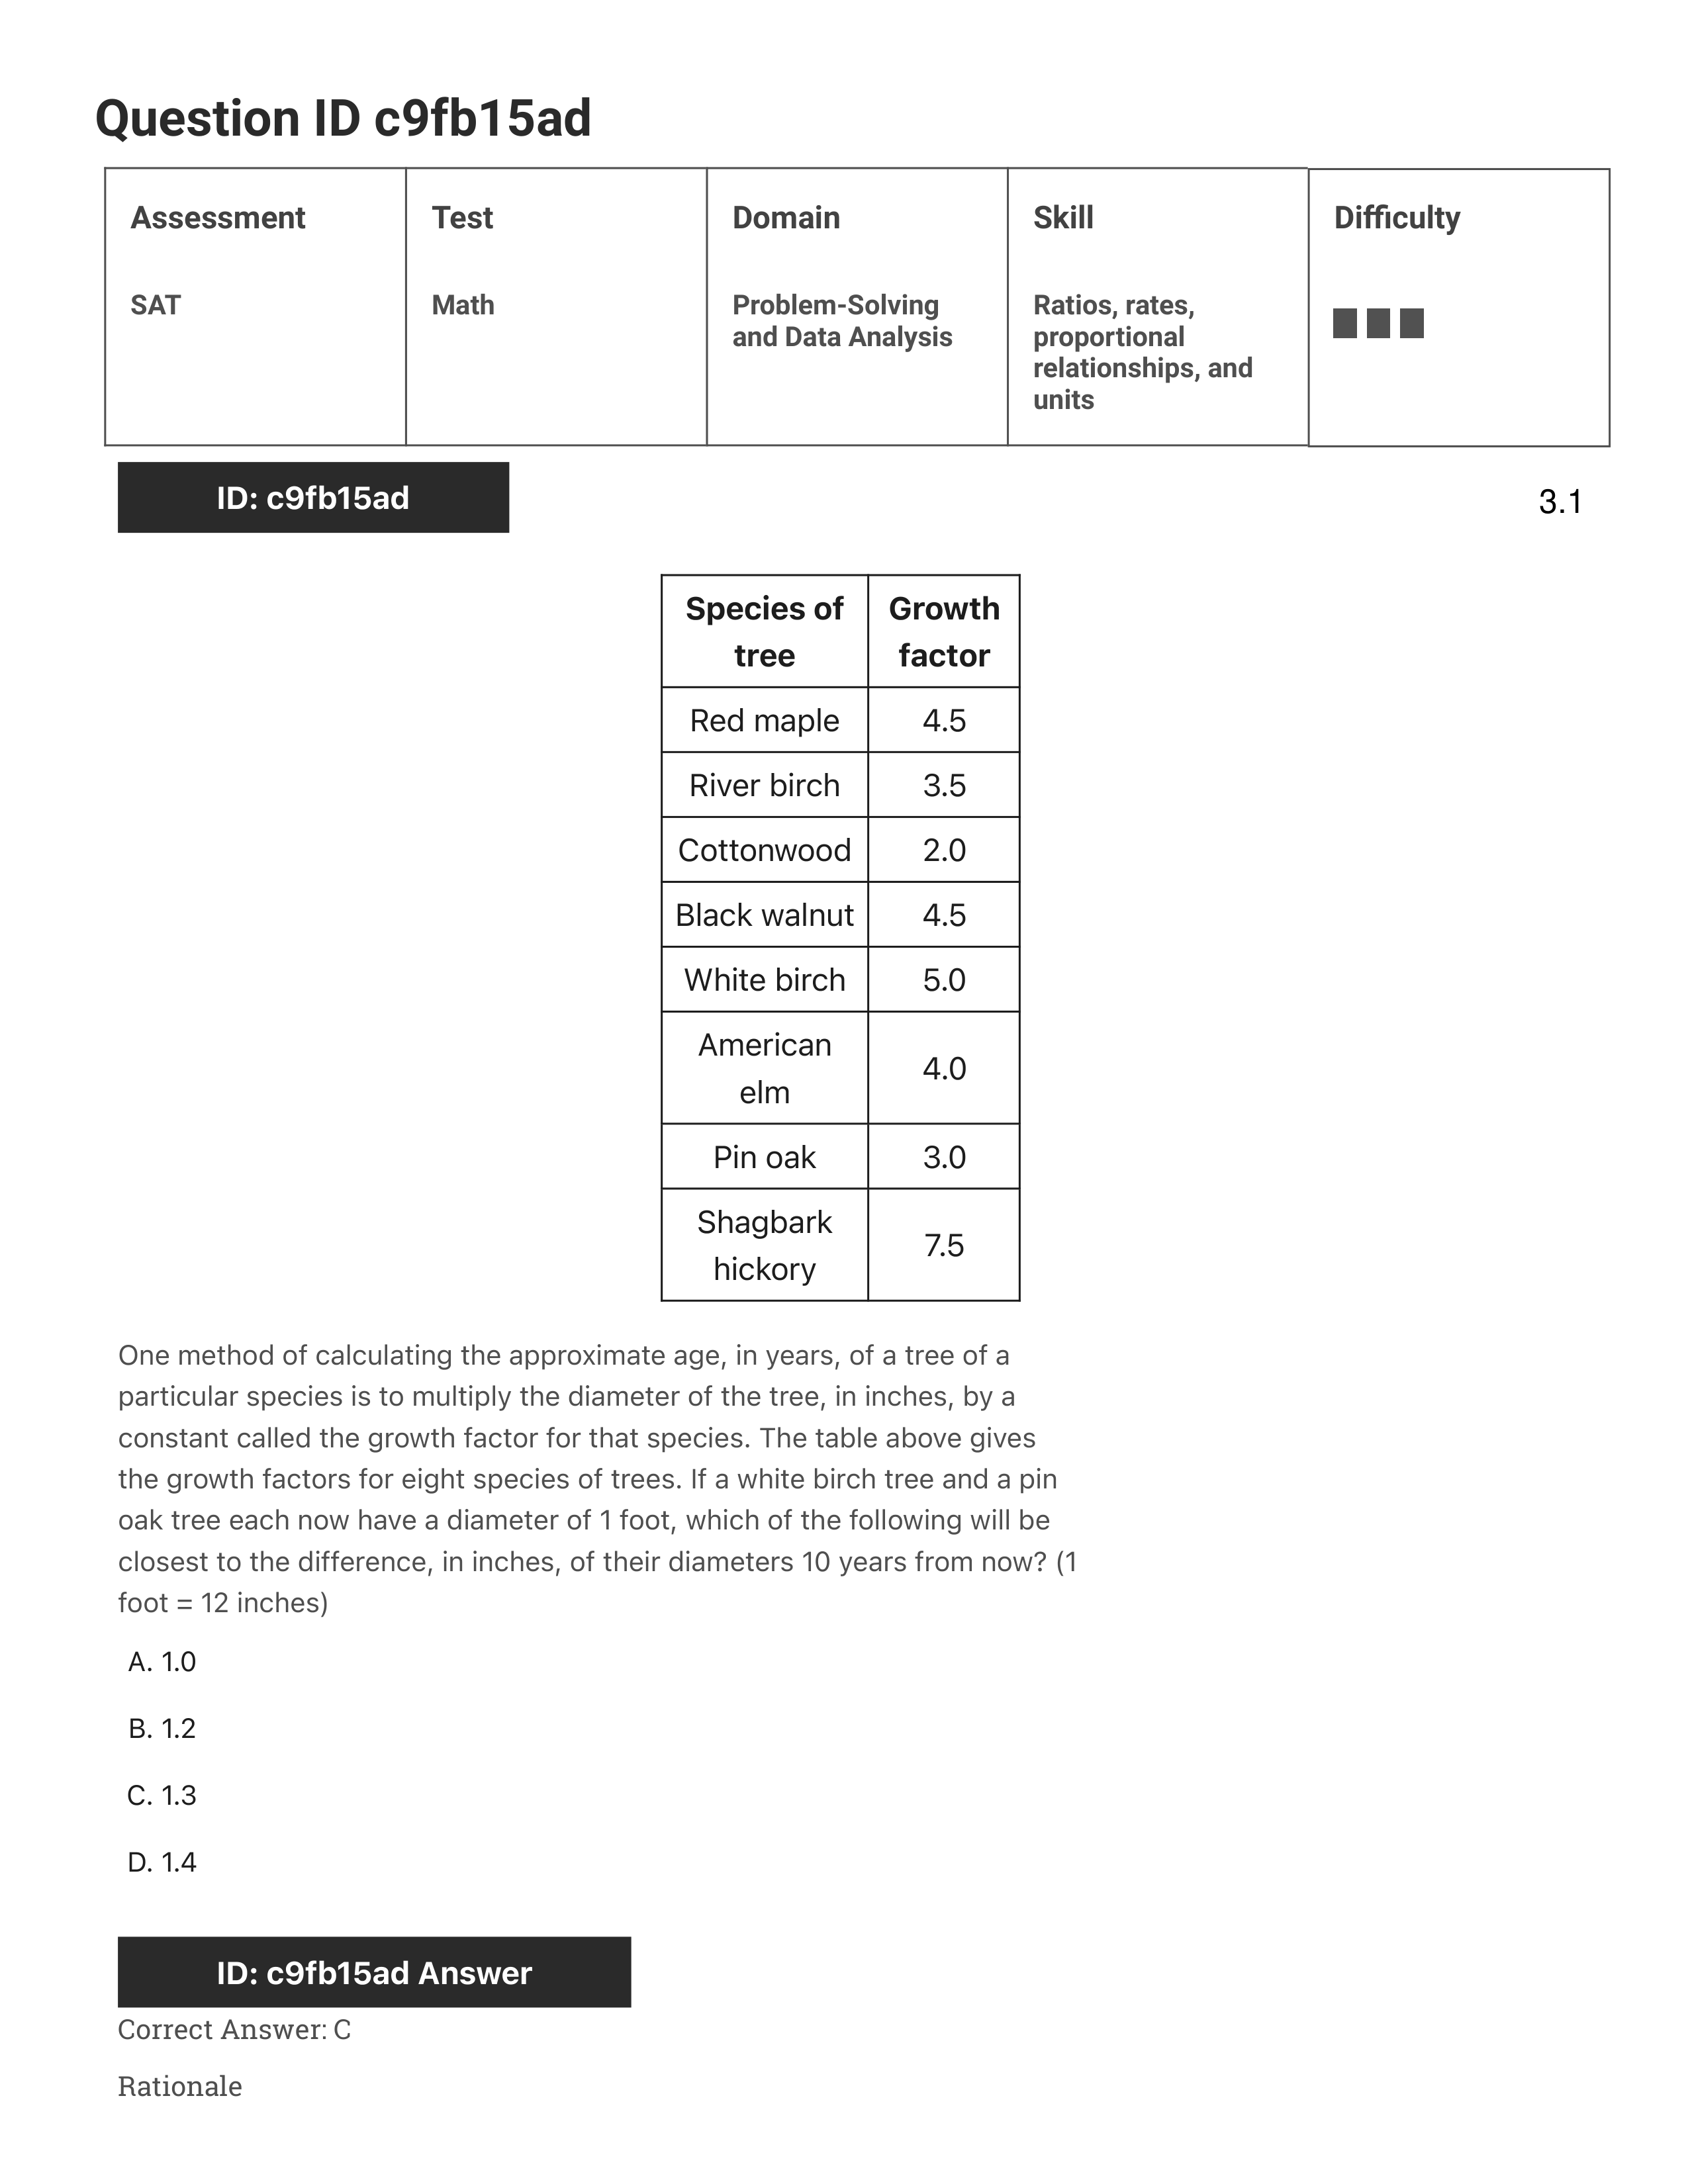 Question ID c9fb15ad
Assessment
Test
Domain
Skill
Difficulty
SAT
Math
Problem-Solving
and Data Analysis
Ratios, rates,
proportional
relationships, and
units
ID: c9fb15ad
3.1
Species of
tree
Growth
factor
Red maple 4.5
River birch 3.5
Cottonwood 2.0
Black walnut 4.5
White birch 5.0
American
elm
4.0
Pin oak 3.0
Shagbark
hickory
7.5
One method of calculating the approximate age, in years, of a tree of a
particular species is to multiply the diameter of the tree, in inches, by a
constant called the growth factor for that species. The table above gives
the growth factors for eight species of trees. If a white birch tree and a pin
oak tree each now have a diameter of 1 foot, which of the following will be
closest to the difference, in inches, of their diameters 10 years from now? (1
foot = 12 inches)
A. 1.0
B. 1.2
C. 1.3
D. 1.4
ID: c9fb15ad Answer
Correct Answer: C
Rationale